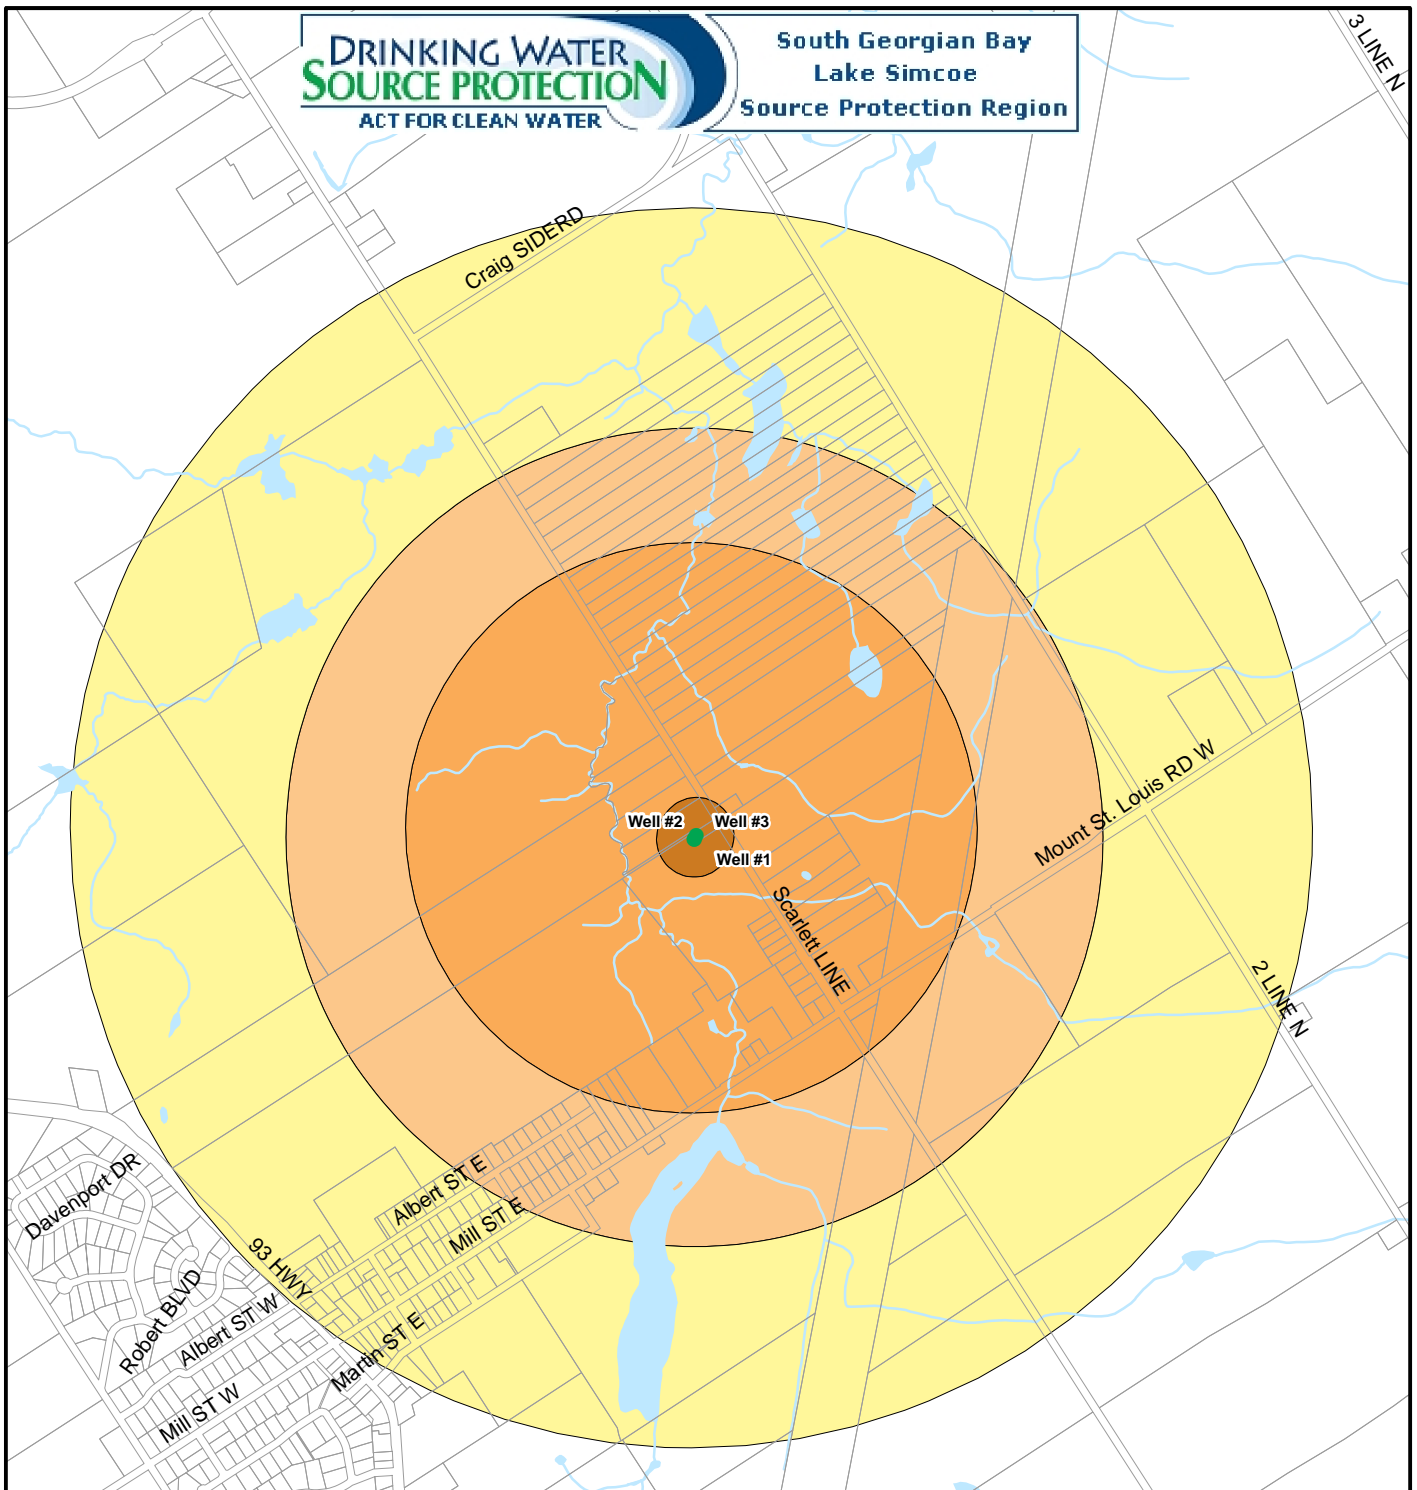 DRINKING WATER
SOURCE PROTECTION
ACT FOR CLEAN WATER
South Georgian Bay
Lake Simcoe
Source Protection Region
3 LINE N
Craig SIDERD
Mount St. Louis RD W
Well #2
Well #3
Well #1
Scarlett LINE
2 LINE N
Davenport DR
Albert ST E
Mill ST E
93 HWY
Robert BLVD
Albert ST W
Martin ST E
Mill ST W